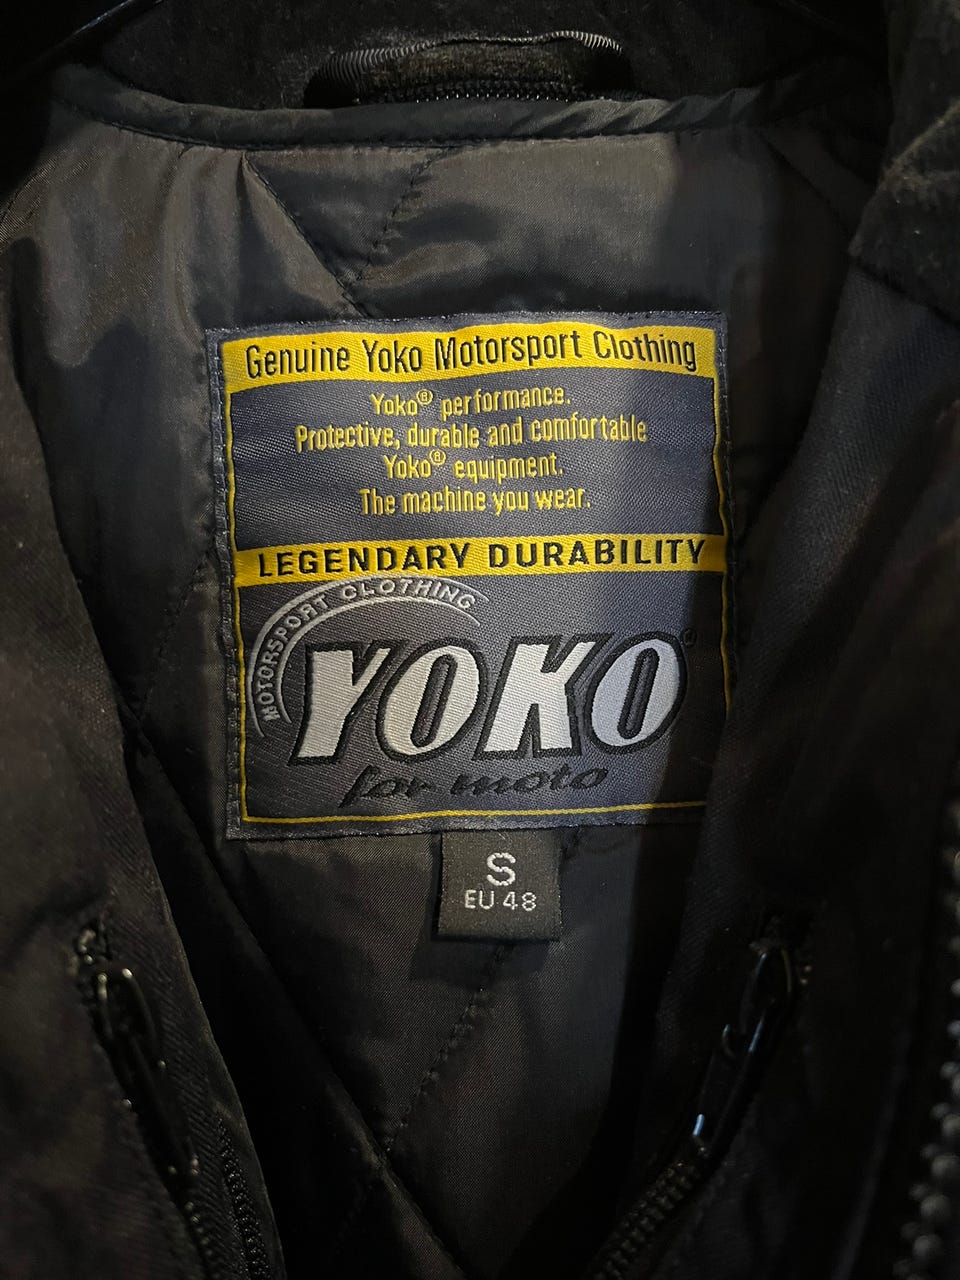 Genuine Yoko Motorsport Clothing
Yoko® performance.
Protective, durable and comfortable
Yoko® equipment.
The machine you wear.
LEGENDARY DURABILITY
MOTORSPORT CLOTHING
YOKO®
for moto
S
EU 48